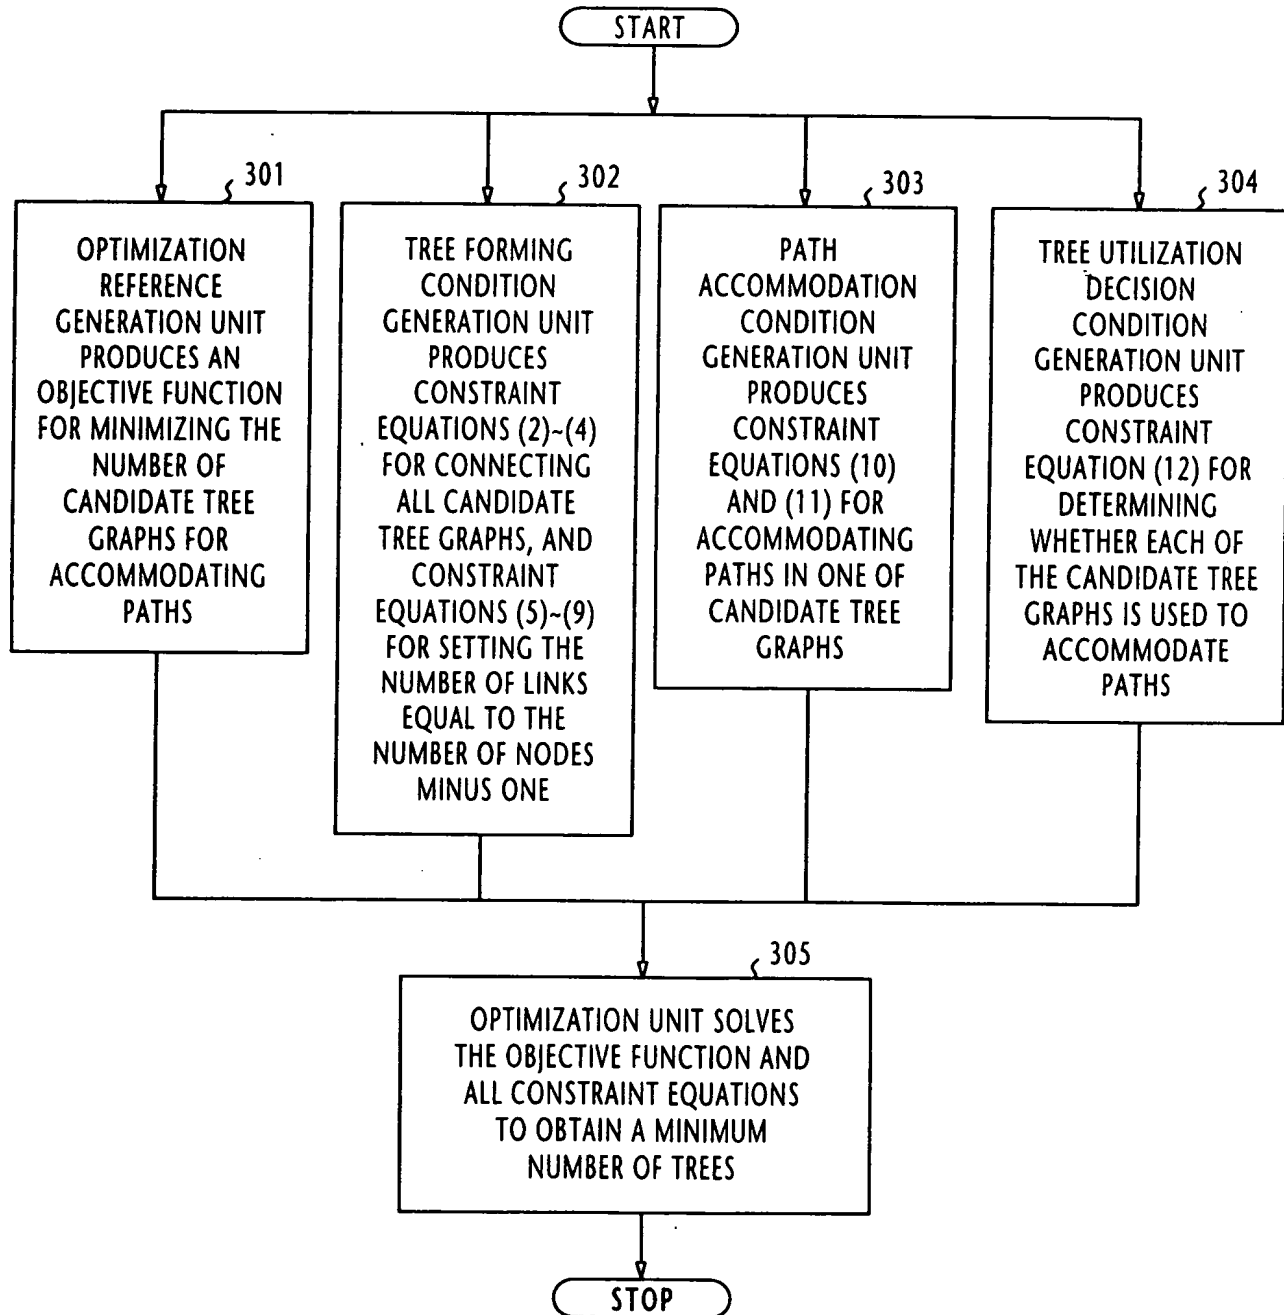 START
301
OPTIMIZATION
REFERENCE
GENERATION UNIT
PRODUCES AN
OBJECTIVE FUNCTION
FOR MINIMIZING THE
NUMBER OF
CANDIDATE TREE
GRAPHS FOR
ACCOMMODATING
PATHS
302
TREE FORMING
CONDITION
GENERATION UNIT
PRODUCES
CONSTRAINT
EQUATIONS (2)~(4)
FOR CONNECTING
ALL CANDIDATE
TREE GRAPHS, AND
CONSTRAINT
EQUATIONS (5)~(9)
FOR SETTING THE
NUMBER OF LINKS
EQUAL TO THE
NUMBER OF NODES
MINUS ONE
303
PATH
ACCOMMODATION
CONDITION
GENERATION UNIT
PRODUCES
CONSTRAINT
EQUATIONS (10)
AND (11) FOR
ACCOMMODATING
PATHS IN ONE OF
CANDIDATE TREE
GRAPHS
304
TREE UTILIZATION
DECISION
CONDITION
GENERATION UNIT
PRODUCES
CONSTRAINT
EQUATION (12) FOR
DETERMINING
WHETHER EACH OF
THE CANDIDATE TREE
GRAPHS IS USED TO
ACCOMMODATE
PATHS
305
OPTIMIZATION UNIT SOLVES
THE OBJECTIVE FUNCTION AND
ALL CONSTRAINT EQUATIONS
TO OBTAIN A MINIMUM
NUMBER OF TREES
STOP